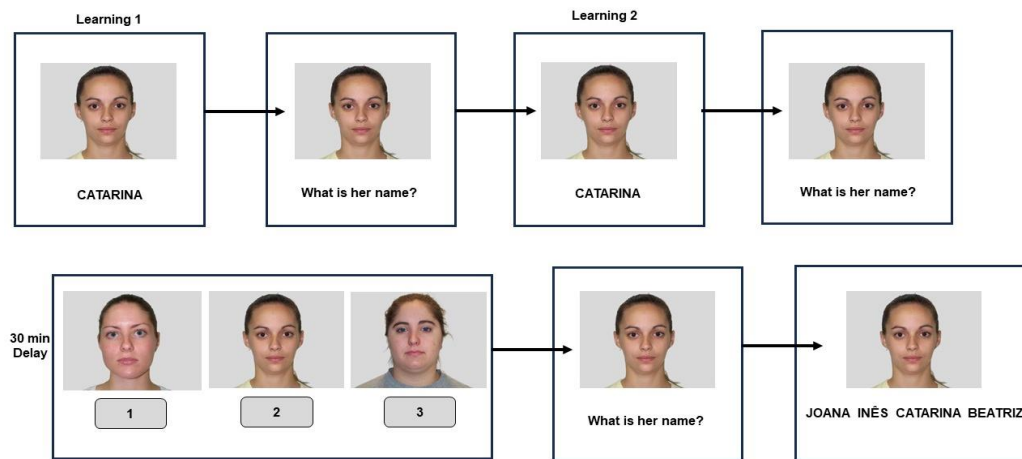 Learning 1
Learning 2
CATARINA
What is her name?
CATARINA
What is her name?
30 min
Delay
1
2
3
What is her name?
JOANA INÊS CATARINA BEATRIZ